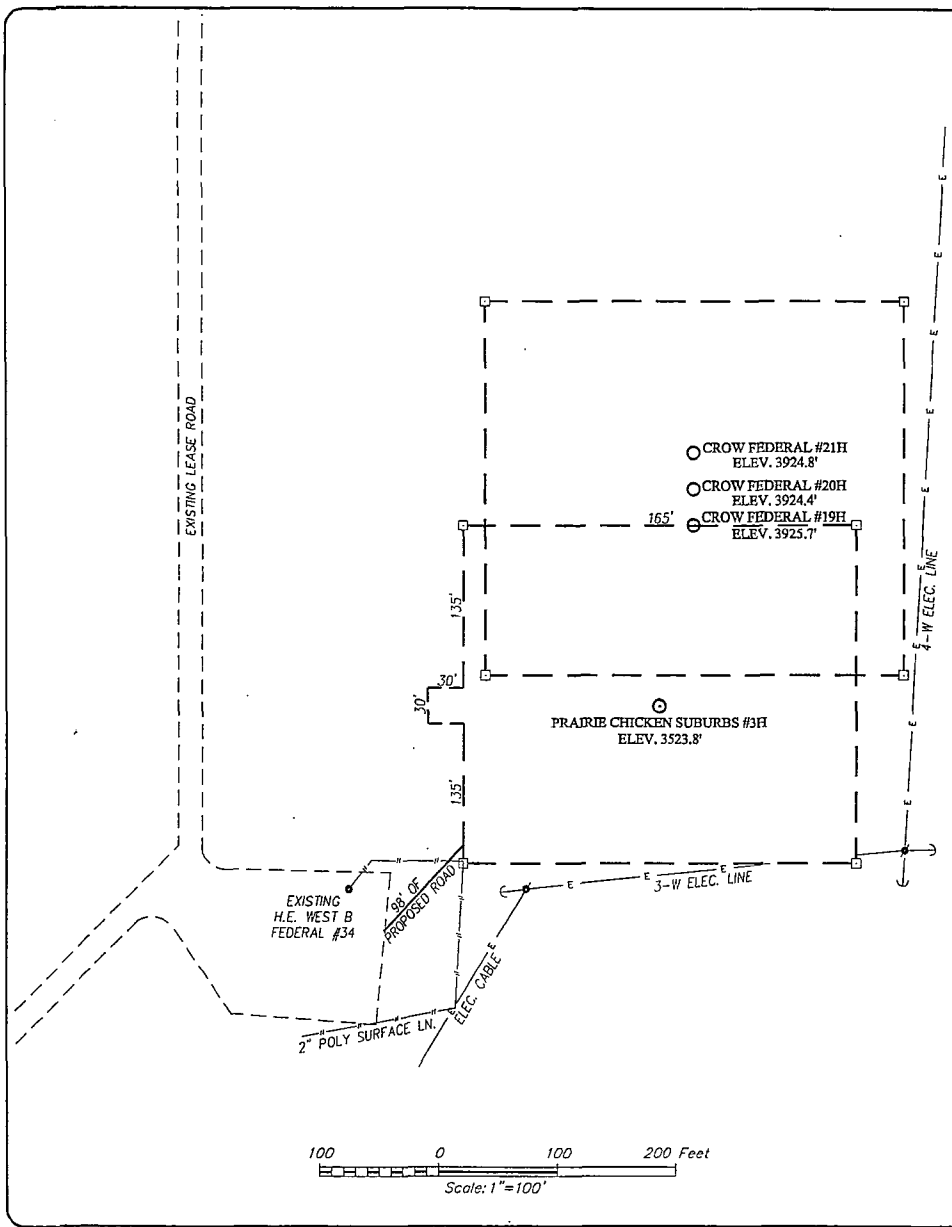 EXISTING LEASE ROAD
CROW FEDERAL #21H
ELEV. 3924.8'
CROW FEDERAL #20H
ELEV. 3924.4'
165'
CROW FEDERAL #19H
ELEV. 3925.7'
E
E
E
E
E
4-W ELEC. LINE
E
E
E
135'
30'
30'
PRAIRIE CHICKEN SUBURBS #3H
ELEV. 3523.8'
135'
EXISTING
H.E. WEST B
FEDERAL #34
98' OF
PROPOSED ROAD
E
E
E
3-W ELEC. LINE
E
ELEC. CABLE
E
2" POLY SURFACE LN.
100 0 100 200 Feet
Scale: 1"=100'